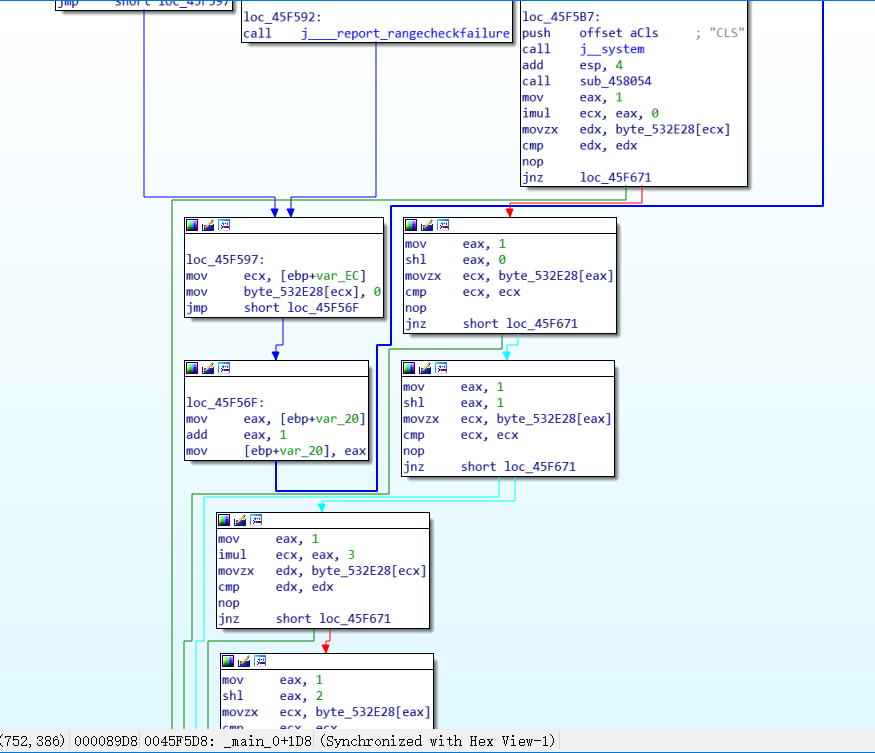 jmp     short loc_45F597
loc_45F592:
call    j____report_rangecheckfailure
loc_45F5B7:
push    offset aCls     ; "CLS"
call    j__system
add     esp, 4
call    sub_458054
mov     eax, 1
imul    ecx, eax, 0
movzx   edx, byte_532E28[ecx]
cmp     edx, edx
nop
jnz     loc_45F671
loc_45F597:
mov     ecx, [ebp+var_EC]
mov     byte_532E28[ecx], 0
jmp     short loc_45F56F
mov     eax, 1
shl     eax, 0
movzx   ecx, byte_532E28[eax]
cmp     ecx, ecx
nop
jnz     short loc_45F671
loc_45F56F:
mov     eax, [ebp+var_20]
add     eax, 1
mov     [ebp+var_20], eax
mov     eax, 1
shl     eax, 1
movzx   ecx, byte_532E28[eax]
cmp     ecx, ecx
nop
jnz     short loc_45F671
mov     eax, 1
imul    ecx, eax, 3
movzx   edx, byte_532E28[ecx]
cmp     edx, edx
nop
jnz     short loc_45F671
mov     eax, 1
shl     eax, 2
movzx   ecx, byte_532E28[eax]
cmp     ecx, ecx
(752,386) 000089D8 0045F5D8: _main_0+1D8 (Synchronized with Hex View-1)